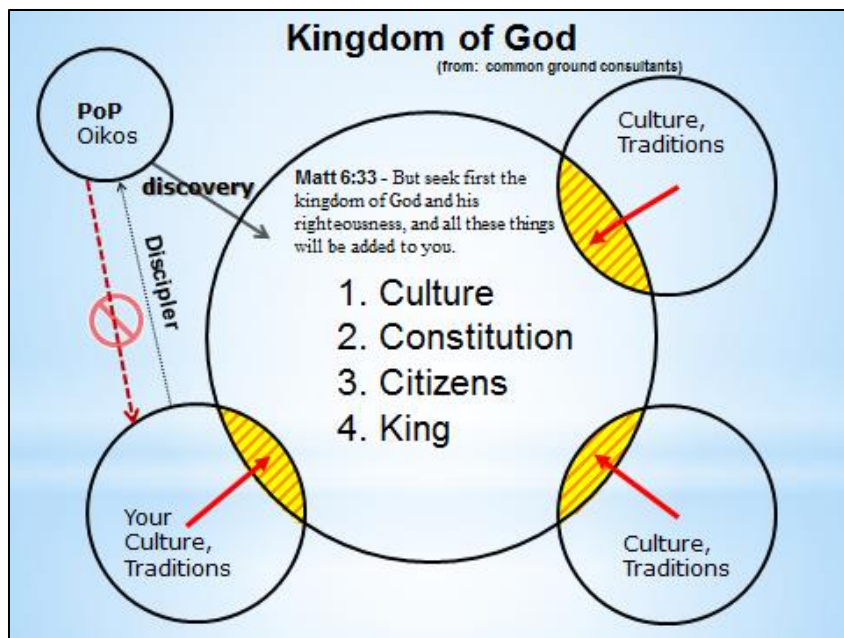 Kingdom of God
(from: common ground consultants)
PoP
Oikos
discovery
Discipler
Matt 6:33 - But seek first the
kingdom of God and his
righteousness, and all these things
will be added to you.
1. Culture
2. Constitution
3. Citizens
4. King
Culture,
Traditions
Your
Culture,
Traditions
Culture,
Traditions